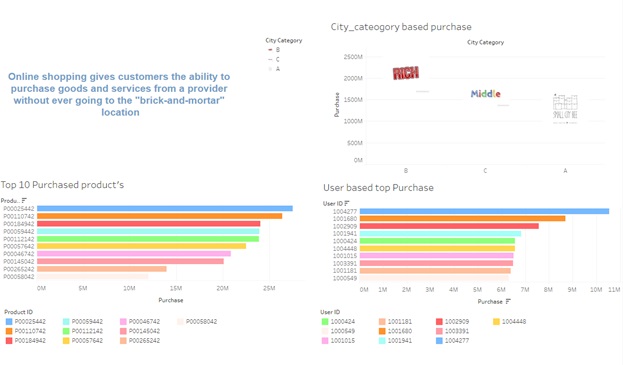 City_cateogory based purchase
City Category
B
C
A
Online shopping gives customers the ability to
purchase goods and services from a provider
without ever going to the "brick-and-mortar"
location
City Category
2500M
2000M
1500M
1000M
500M
0M
Purchase
RICH
Middle
B
C
A
Top 10 Purchased product's
Produ..
P00025442
P00110742
P00184942
P00059442
P00112142
P00057642
P00046742
P00145042
P00265242
P00058042
0M 5M 10M 15M 20M 25M
Purchase
User based top Purchase
User ID
1004277
1001680
1002909
1001941
1000424
1004448
1001015
1003391
1001181
1000549
0M 1M 2M 3M 4M 5M 6M 7M 8M 9M 10M 11M
Purchase
Product ID
P00025442 P00059442 P00046742 P00058042
P00110742 P00112142 P00145042
P00184942 P00057642 P00265242
User ID
1000424 1001181 1002909 1004448
1000549 1001680 1003391
1001015 1001941 1004277